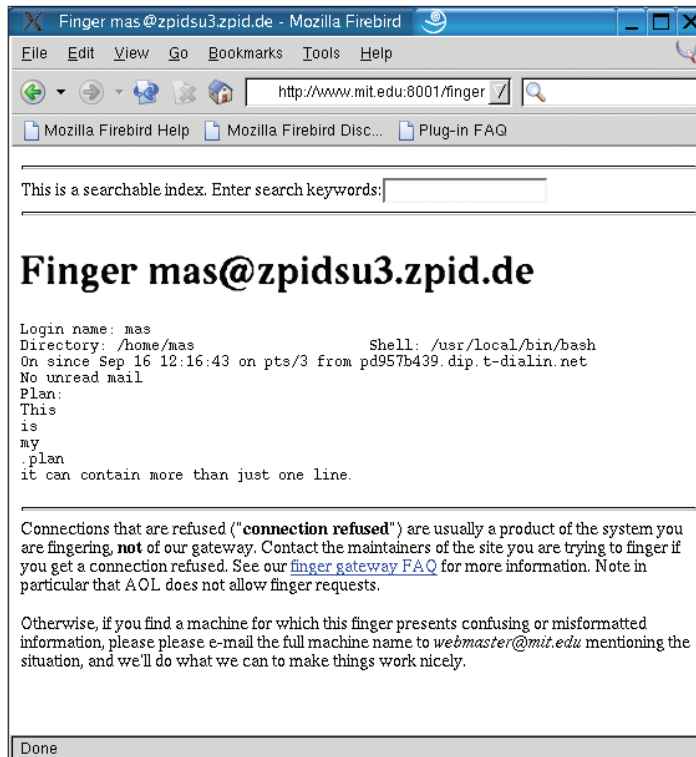 Finger mas@zpidsu3.zpid.de - Mozilla Firebird
File Edit View Go Bookmarks Tools Help
http://www.mit.edu:8001/finger
Mozilla Firebird Help Mozilla Firebird Disc... Plug-in FAQ
This is a searchable index. Enter search keywords:
Finger mas@zpidsu3.zpid.de
Login name: mas
Directory: /home/mas Shell: /usr/local/bin/bash
On since Sep 16 12:16:43 on pts/3 from pd957b439.dip.t-dialin.net
No unread mail
Plan:
This
is
my
.plan
it can contain more than just one line.
Connections that are refused ("connection refused") are usually a product of the system you
are fingering, not of our gateway. Contact the maintainers of the site you are trying to finger if
you get a connection refused. See our finger gateway FAQ for more information. Note in
particular that AOL does not allow finger requests.
Otherwise, if you find a machine for which this finger presents confusing or misformatted
information, please please e-mail the full machine name to webmaster@mit.edu mentioning the
situation, and we'll do what we can to make things work nicely.
Done